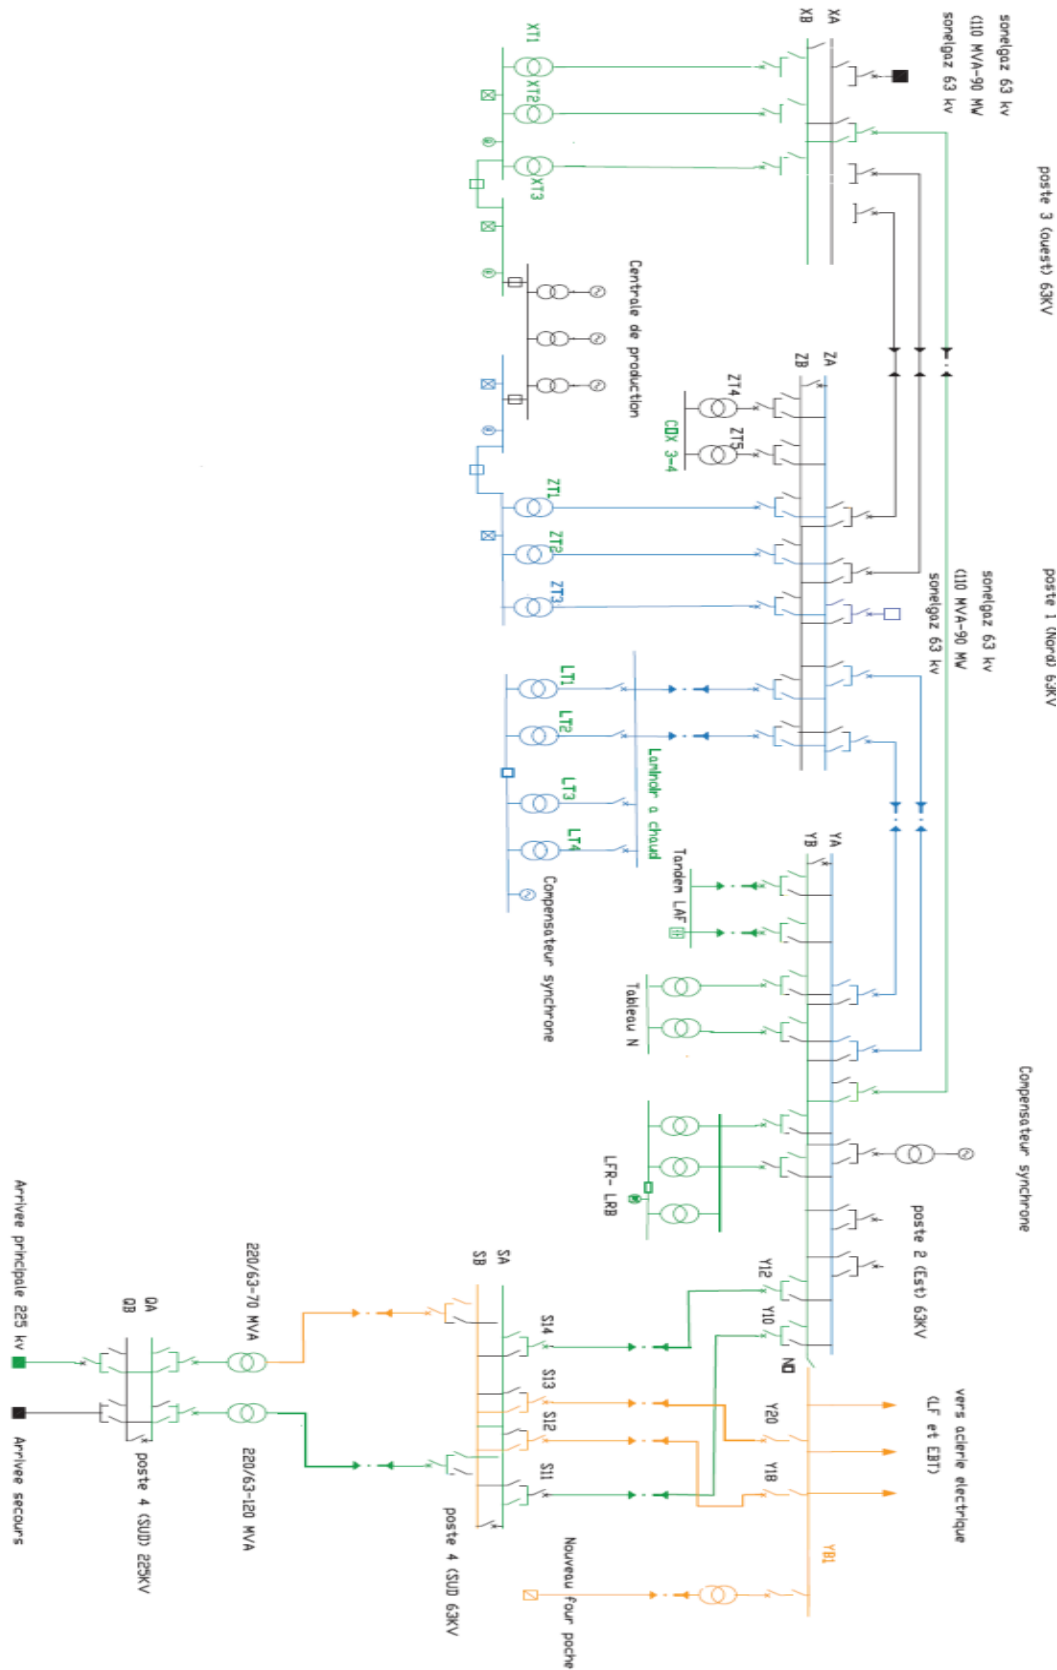 poste 3 (ouest) 63KV
poste 1 (Nord) 63KV
Compensateur synchrone
sonelgaz 63 kv
(110 MVA-90 MW
sonelgaz 63 kv
sonelgaz 63 kv
(110 MVA-90 MW
sonelgaz 63 kv
poste 2 (Est) 63KV
vers acierie electrique
(LF et EBT)
XA
XB
ZA
ZB
YA
YB
YB1
NO
Y12
Y10
Y20
Y18
ZT4
ZT5
COX 3-4
Centrale de production
Laminoir a chaud
Tandem LAF
Tableau N
LFR- LRB
XT1
XT2
XT3
ZT1
ZT2
ZT3
LT1
LT2
LT3
LT4
Compensateur synchrone
S14
S13
S12
S11
Nouveau four poche
SA
SB
poste 4 (SUD 63KV
220/63-70 MVA
220/63-120 MVA
QA
QB
poste 4 (SUD) 225KV
Arrivee principale 225 kv
Arrivee secours